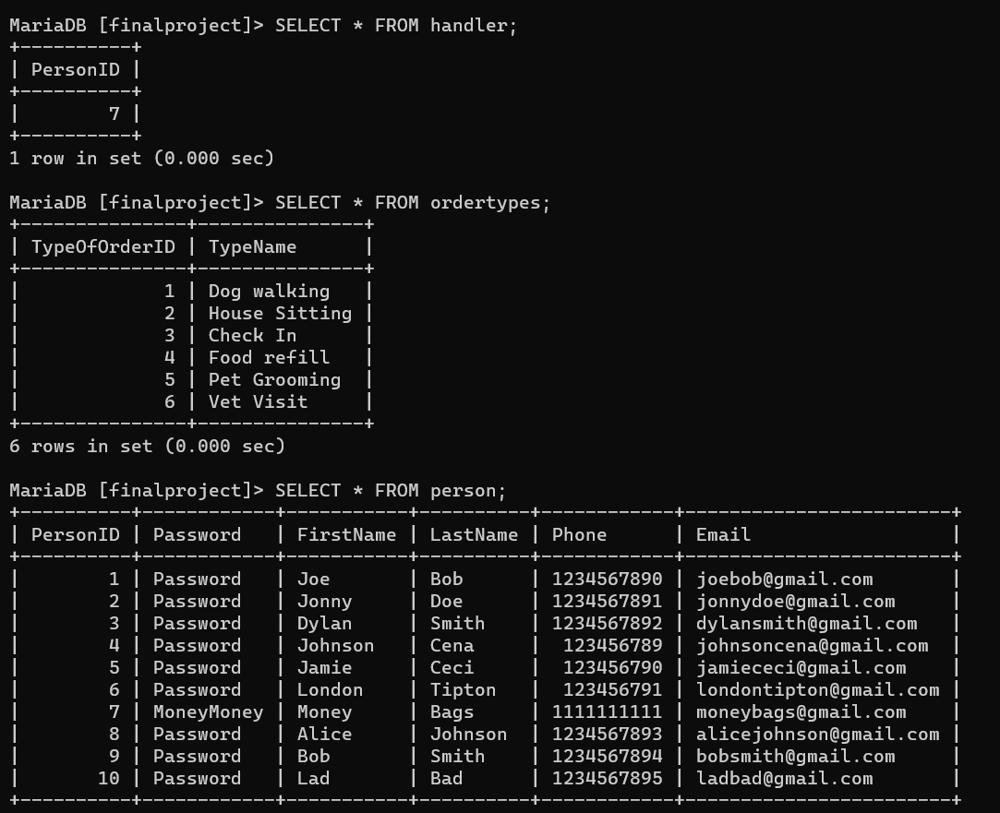 MariaDB [finalproject]> SELECT * FROM handler;
+----------+
| PersonID |
+----------+
|        7 |
+----------+
1 row in set (0.000 sec)

MariaDB [finalproject]> SELECT * FROM ordertypes;
+---------------+---------------+
| TypeOfOrderID | TypeName      |
+---------------+---------------+
|             1 | Dog walking   |
|             2 | House Sitting |
|             3 | Check In      |
|             4 | Food refill   |
|             5 | Pet Grooming  |
|             6 | Vet Visit     |
+---------------+---------------+
6 rows in set (0.000 sec)

MariaDB [finalproject]> SELECT * FROM person;
+----------+------------+-----------+----------+------------+------------------------+
| PersonID | Password   | FirstName | LastName | Phone      | Email                  |
+----------+------------+-----------+----------+------------+------------------------+
|        1 | Password   | Joe       | Bob      | 1234567890 | joebob@gmail.com       |
|        2 | Password   | Jonny     | Doe      | 1234567891 | jonnydoe@gmail.com     |
|        3 | Password   | Dylan     | Smith    | 1234567892 | dylansmith@gmail.com   |
|        4 | Password   | Johnson   | Cena     |  123456789 | johnsoncena@gmail.com  |
|        5 | Password   | Jamie     | Ceci     |  123456790 | jamiececi@gmail.com    |
|        6 | Password   | London    | Tipton   |  123456791 | londontipton@gmail.com |
|        7 | MoneyMoney | Money     | Bags     | 1111111111 | moneybags@gmail.com    |
|        8 | Password   | Alice     | Johnson  | 1234567893 | alicejohnson@gmail.com |
|        9 | Password   | Bob       | Smith    | 1234567894 | bobsmith@gmail.com     |
|       10 | Password   | Lad       | Bad      | 1234567895 | ladbad@gmail.com       |
+----------+------------+-----------+----------+------------+------------------------+